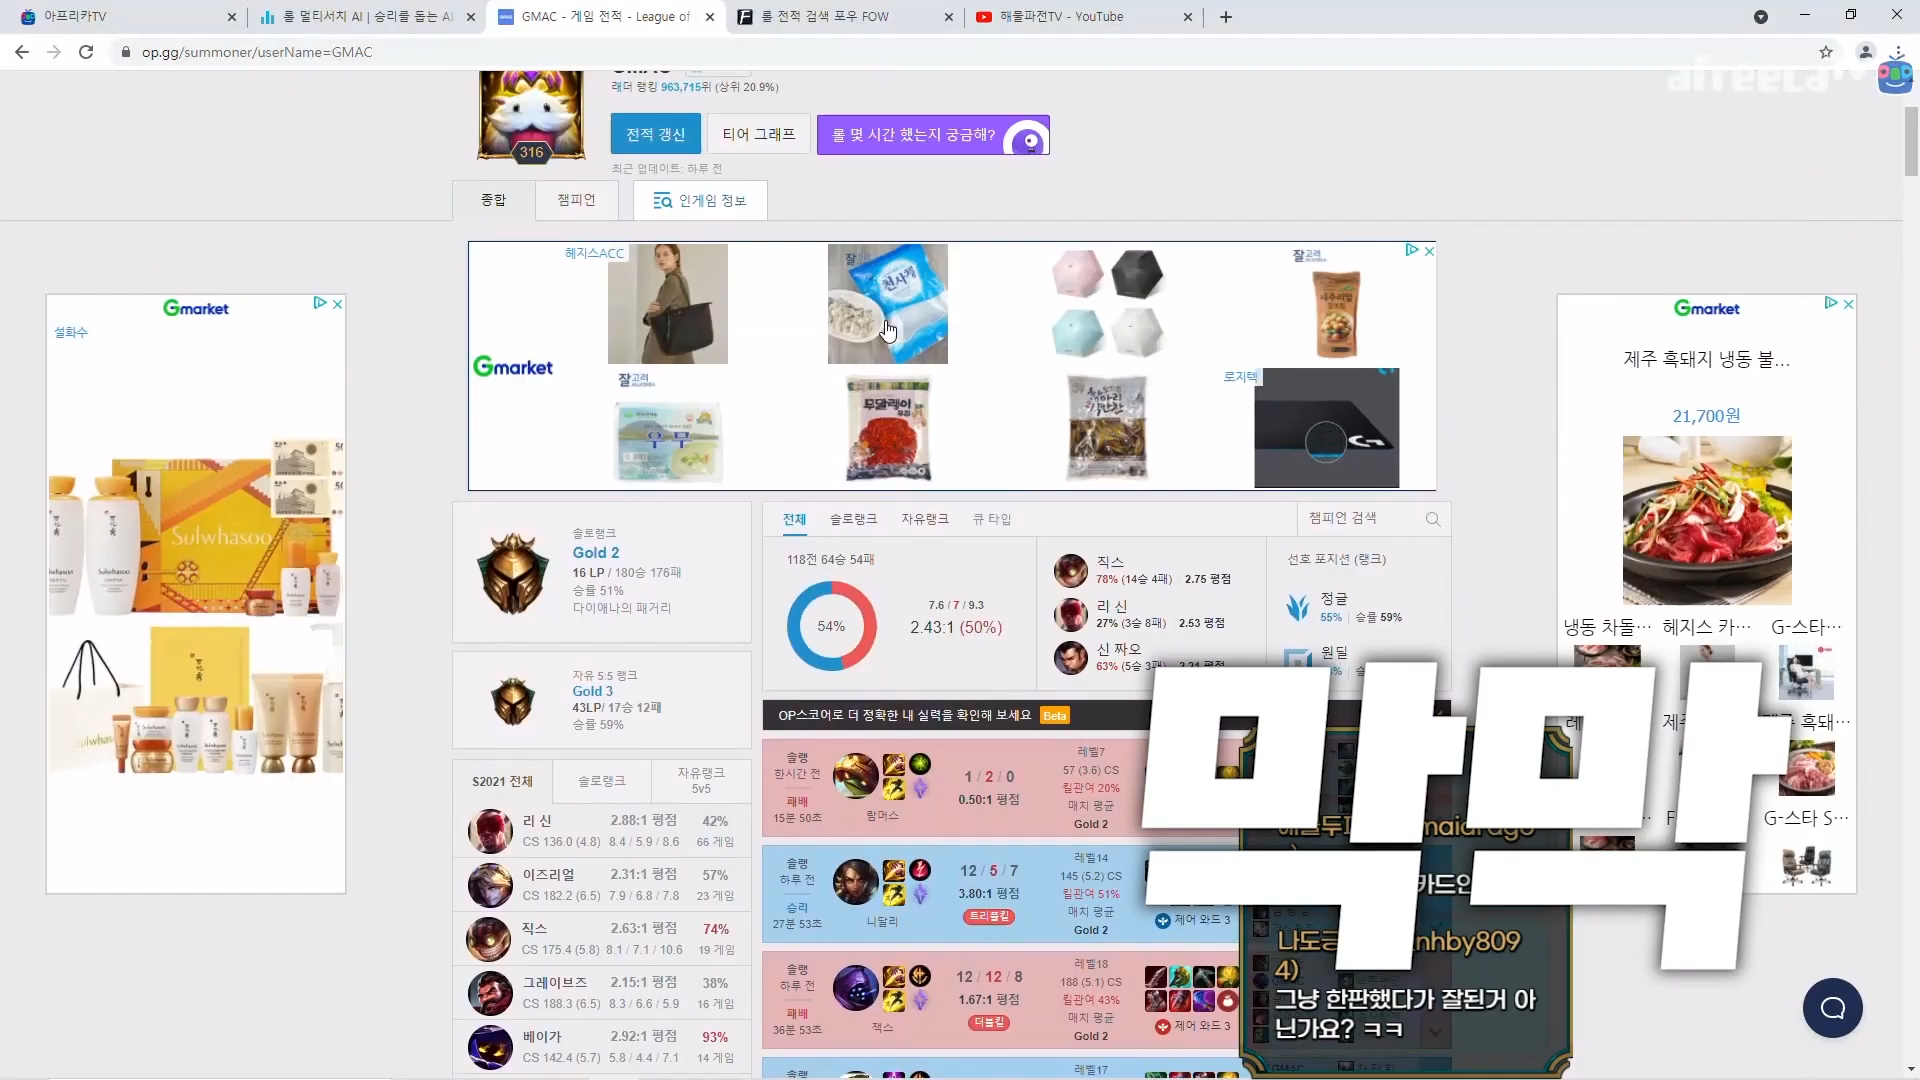 아프리카TV
롤 멀티서치 AI | 승리를 돕는 AI
GMAC - 게임 전적 - League of
롤 전적 검색 포우 FOW
해물파전TV - YouTube
op.gg/summoner/userName=GMAC
래더 랭킹 963,715위 (상위 20.9%)
316
전적 갱신
티어 그래프
롤 몇 시간 했는지 궁금해?
최근 업데이트: 하루 전
종합
챔피언
인게임 정보
Gmarket
설화수
Sulwhasoo
헤지스ACC
천사채
잘고려
Gmarket
잘고려
우무
무말랭이
로지텍
Gmarket
제주 흑돼지 냉동 불...
21,700원
냉동 차돌...
헤지스 카...
G-스타...
G-스타 S...
솔로랭크
Gold 2
16 LP / 180승 176패
승률 51%
다이애나의 패거리
자유 5:5 랭크
Gold 3
43LP / 17승 12패
승률 59%
전체
솔로랭크
자유랭크
큐 타입
챔피언 검색
118전 64승 54패
54%
7.6 / 7 / 9.3
2.43:1 (50%)
직스
78% (14승 4패) 2.75 평점
리 신
27% (3승 8패) 2.53 평점
신 짜오
63% (5승 3패)
선호 포지션 (랭크)
정글
55% | 승률 59%
원딜
OP스코어로 더 정확한 내 실력을 확인해 보세요 Beta
S2021 전체
솔로랭크
자유랭크
5v5
리 신 2.88:1 평점 42%
CS 136.0 (4.8) 8.4 / 5.9 / 8.6 66 게임
이즈리얼 2.31:1 평점 57%
CS 182.2 (6.5) 7.9 / 6.8 / 7.8 23 게임
직스 2.63:1 평점 74%
CS 175.4 (5.8) 8.1 / 7.1 / 10.6 19 게임
그레이브즈 2.15:1 평점 38%
CS 188.3 (6.5) 8.3 / 6.6 / 5.9 16 게임
베이가 2.92:1 평점 93%
CS 142.4 (5.7) 5.8 / 4.4 / 7.1 14 게임
솔랭
한시간 전
패배
15분 50초
람머스
1 / 2 / 0
0.50:1 평점
레벨7
57 (3.6) CS
킬관여 20%
매치 평균
Gold 2
솔랭
하루 전
승리
27분 53초
니달리
12 / 5 / 7
3.80:1 평점
트리플킬
레벨14
145 (5.2) CS
킬관여 51%
매치 평균
Gold 2
제어 와드 3
솔랭
하루 전
패배
36분 53초
잭스
12 / 12 / 8
1.67:1 평점
더블킬
레벨18
188 (5.1) CS
킬관여 43%
매치 평균
Gold 2
제어 와드 3
솔랭
레벨17
막막
4)
그냥 한판했다가 잘된거 아
닌가요? ㅋㅋ